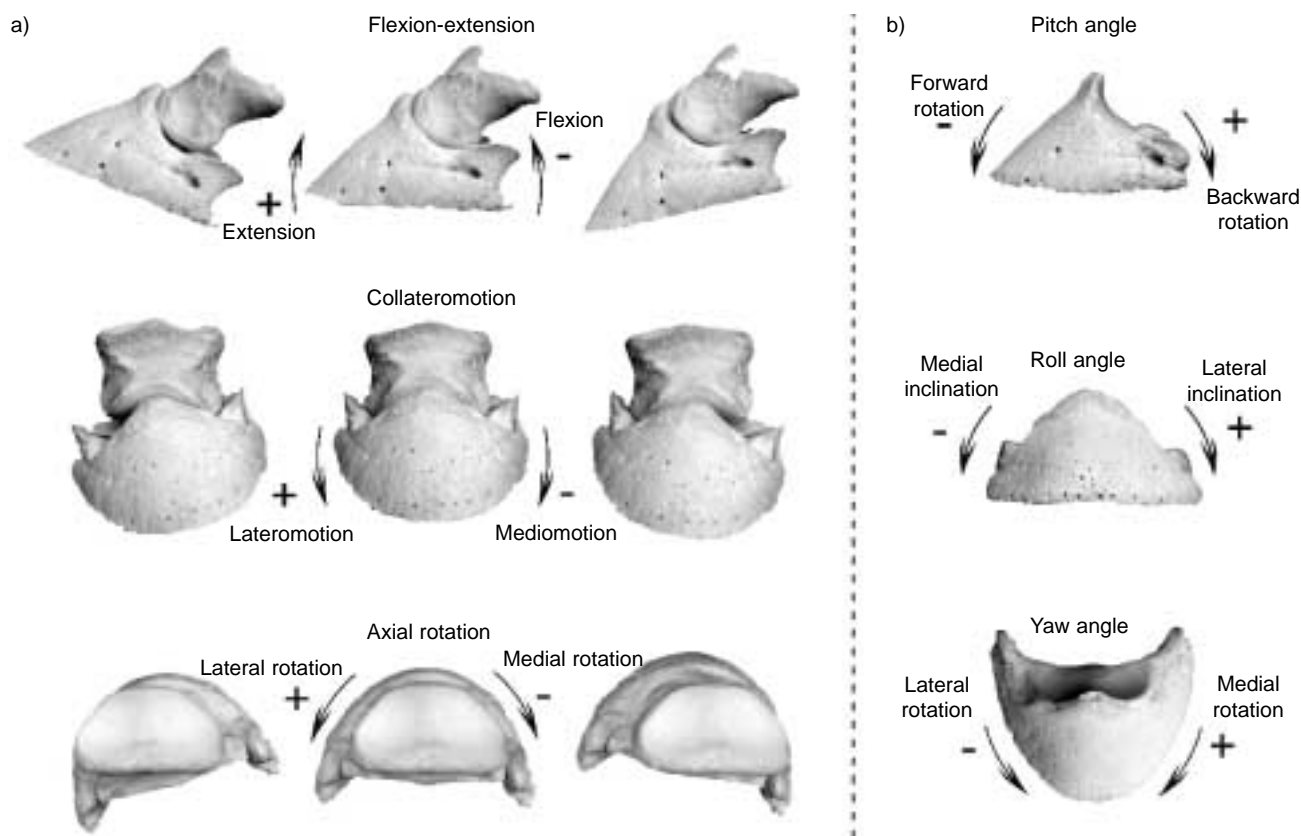 a)
Flexion-extension
Flexion
-
+
Extension
Collateromotion
+
Lateromotion
-
Mediomotion
Axial rotation
Lateral rotation
+
Medial rotation
-
b)
Pitch angle
Forward
rotation
-
+
Backward
rotation
Roll angle
Medial
inclination
-
Lateral
inclination
+
Yaw angle
Lateral
rotation
-
Medial
rotation
+